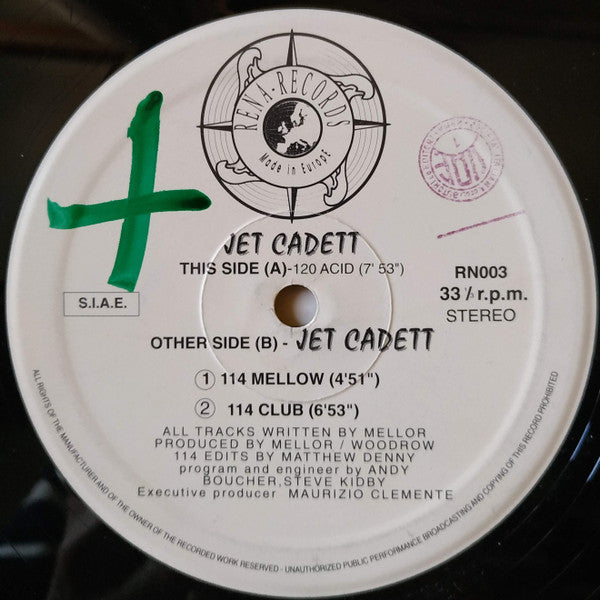 RENA-RECORDS
Made in Europe
JET CADETT
THIS SIDE (A)-120 ACID (7' 53")
RN003
33⅓ r.p.m.
STEREO
S.I.A.E.
OTHER SIDE (B) - JET CADETT
1 114 MELLOW (4'51")
2 114 CLUB (6'53")
ALL TRACKS WRITTEN BY MELLOR
PRODUCED BY MELLOR / WOODROW
114 EDITS BY MATTHEW DENNY
program and engineer by ANDY
BOUCHER,STEVE KIDBY
Executive producer MAURIZIO CLEMENTE
ALL RIGHTS OF THE MANUFACTURER AND OF THE OWNER OF THE RECORDED WORK RESERVED - UNAUTHORIZED PUBLIC PERFORMANCE BROADCASTING AND COPYING OF THIS RECORD PROHIBITED